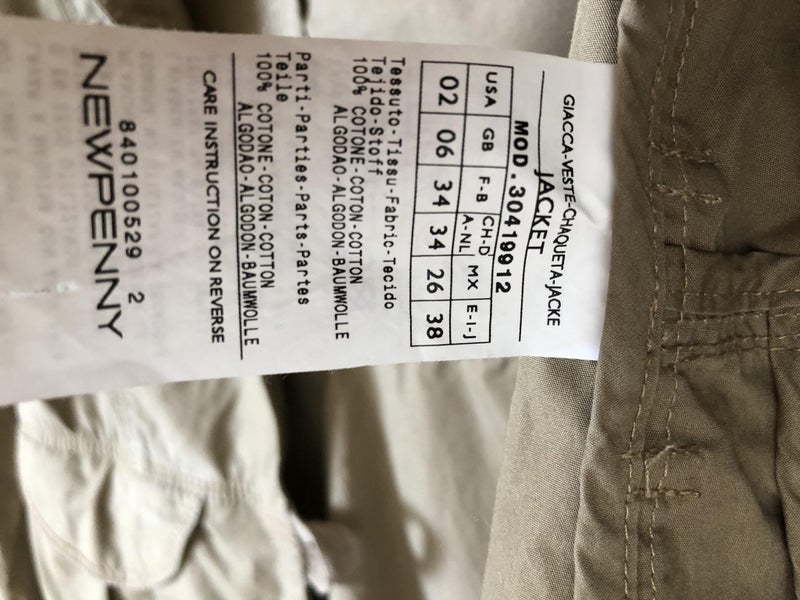 GIACCA-VESTE-CHAQUETA-JACKE
JACKET
MOD.30419912
USA GB F-B CH-D A-NL MX E-I-J
02 06 34 34 26 38
Tessuto-Tissu-Fabric-Tecido
Tejido-Stoff
100% COTONE-COTON-COTTON
ALGODAO-ALGODON-BAUMWOLLE
Parti-Parties-Parts-Partes
Teile
100% COTONE-COTON-COTTON
ALGODAO-ALGODON-BAUMWOLLE
CARE INSTRUCTION ON REVERSE
840100529 2
NEWPENNY